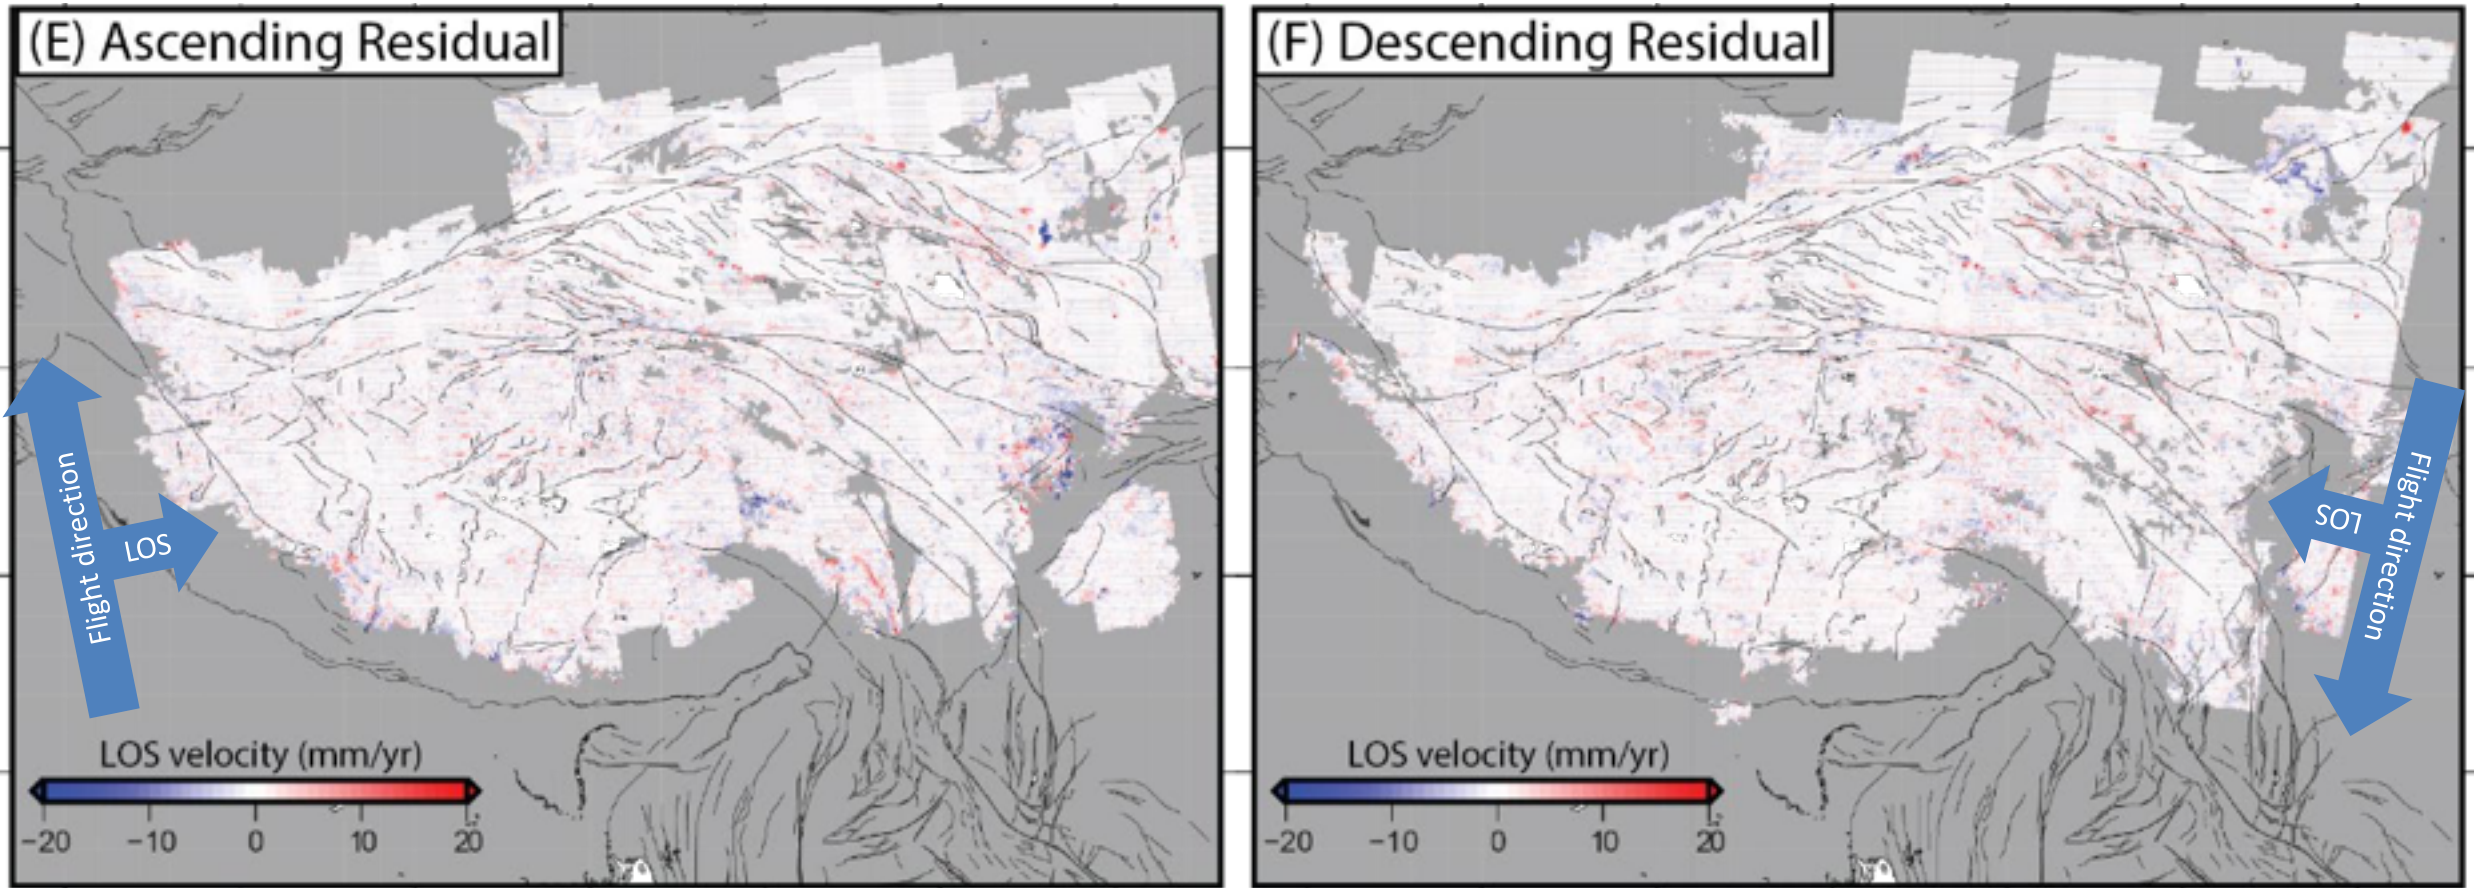 (E) Ascending Residual
Flight direction
LOS
LOS velocity (mm/yr)
−20 −10 0 10 20
(F) Descending Residual
Flight direction
LOS
LOS velocity (mm/yr)
−20 −10 0 10 20